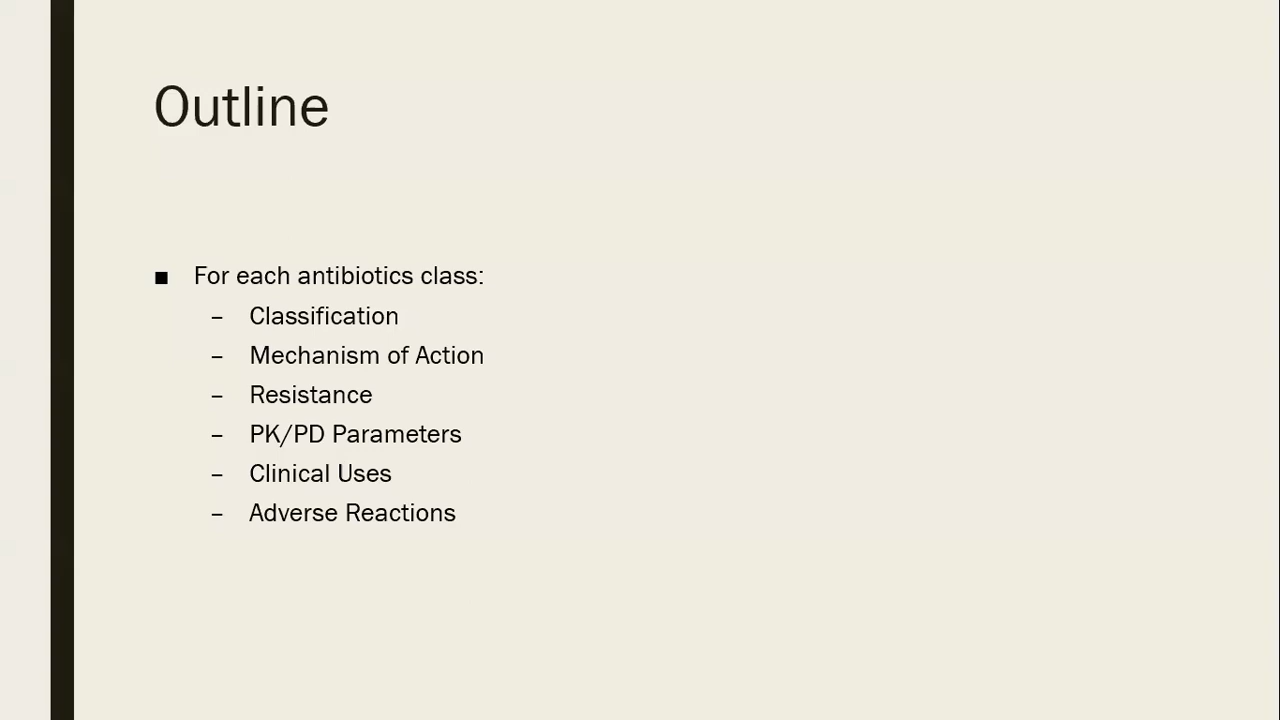 Outline
■ For each antibiotics class:
– Classification
– Mechanism of Action
– Resistance
– PK/PD Parameters
– Clinical Uses
– Adverse Reactions